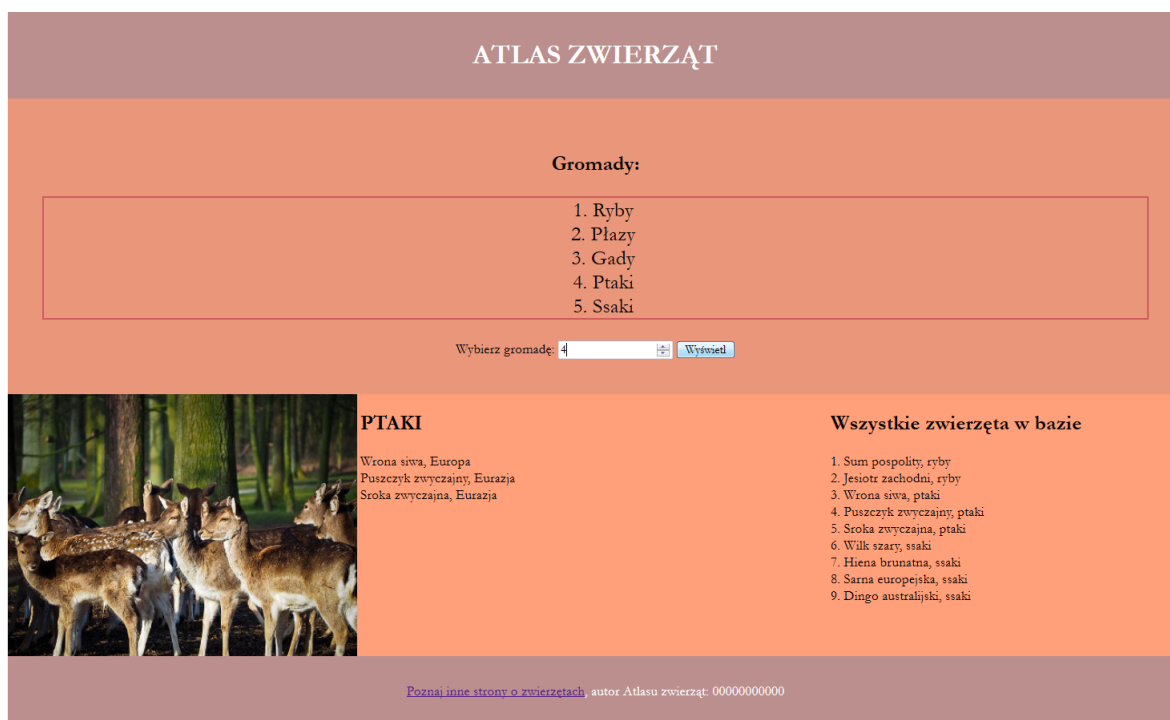 ATLAS ZWIERZĄT
Gromady:
1. Ryby
2. Płazy
3. Gady
4. Ptaki
5. Ssaki
Wybierz gromadę: 4 Wyświetl
PTAKI
Wrona siwa, Europa
Puszczyk zwyczajny, Eurazja
Sroka zwyczajna, Eurazja
Wszystkie zwierzęta w bazie
1. Sum pospolity, ryby
2. Jesiotr zachodni, ryby
3. Wrona siwa, ptaki
4. Puszczyk zwyczajny, ptaki
5. Sroka zwyczajna, ptaki
6. Wilk szary, ssaki
7. Hiena brunatna, ssaki
8. Sarna europejska, ssaki
9. Dingo australijski, ssaki
Poznaj inne strony o zwierzętach, autor Atlasu zwierząt: 00000000000